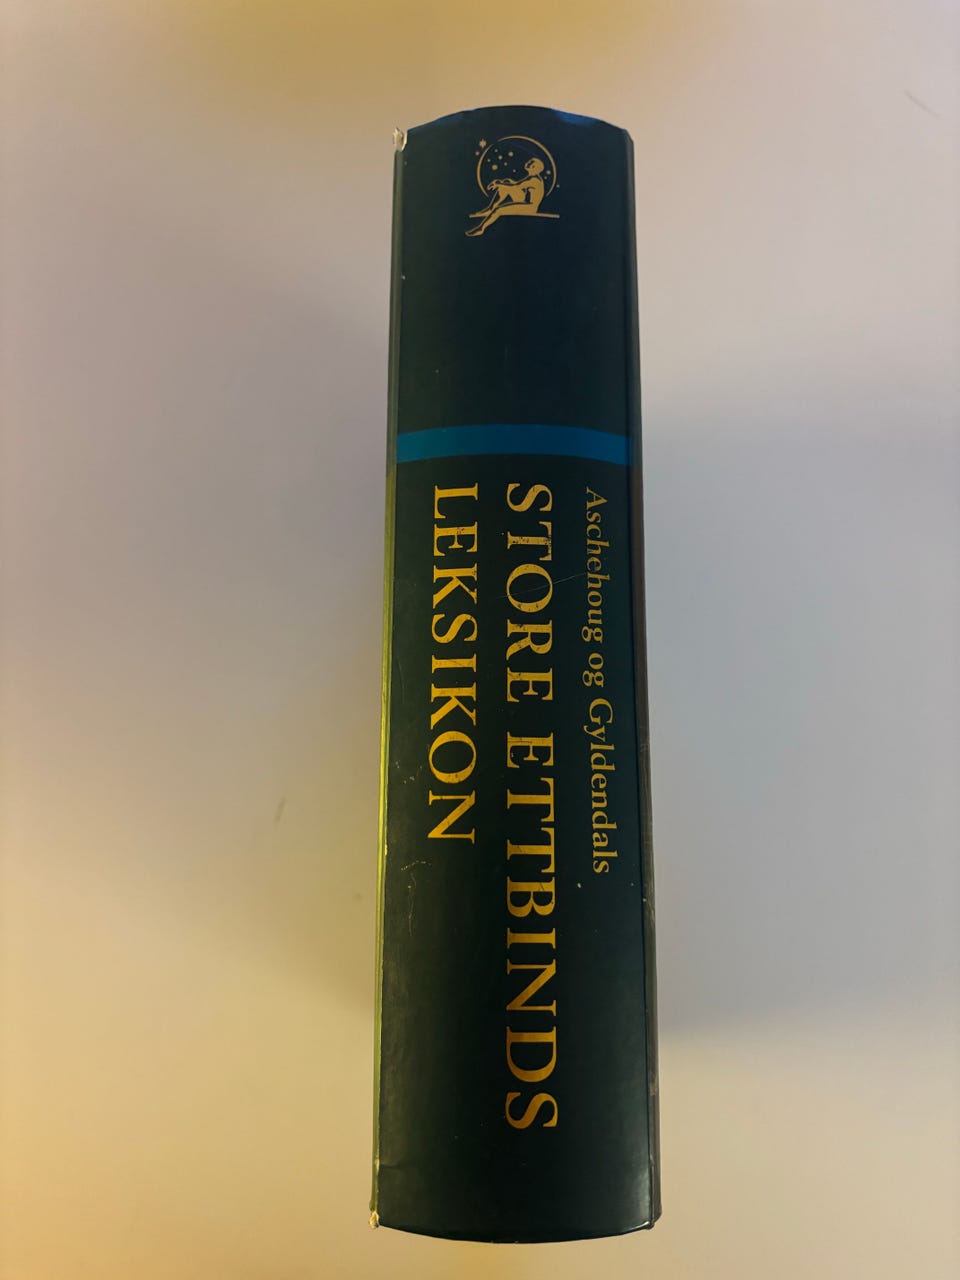 Aschehoug og Gyldendals
STORE ETTBINDS
LEKSIKON